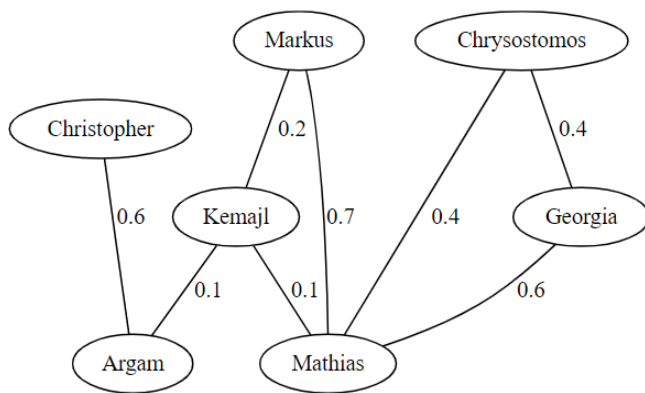 Markus
Chrysostomos
Christopher
0.2
0.4
0.6
Kemajl
0.7
0.4
Georgia
0.1
0.1
0.6
Argam
Mathias